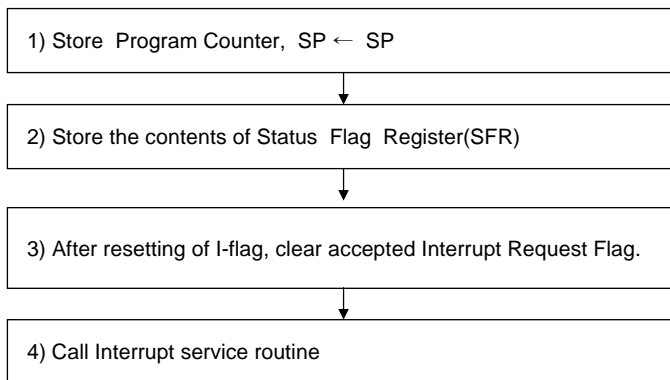 1) Store Program Counter, SP ← SP
2) Store the contents of Status Flag Register(SFR)
3) After resetting of I-flag, clear accepted Interrupt Request Flag.
4) Call Interrupt service routine